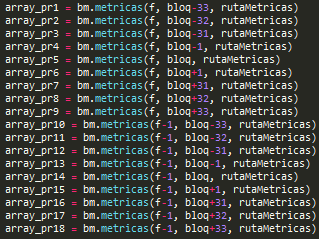 array_pr1 = bm.metricas(f, bloq-33, rutaMetricas)
array_pr2 = bm.metricas(f, bloq-32, rutaMetricas)
array_pr3 = bm.metricas(f, bloq-31, rutaMetricas)
array_pr4 = bm.metricas(f, bloq-1, rutaMetricas)
array_pr5 = bm.metricas(f, bloq, rutaMetricas)
array_pr6 = bm.metricas(f, bloq+1, rutaMetricas)
array_pr7 = bm.metricas(f, bloq+31, rutaMetricas)
array_pr8 = bm.metricas(f, bloq+32, rutaMetricas)
array_pr9 = bm.metricas(f, bloq+33, rutaMetricas)
array_pr10 = bm.metricas(f-1, bloq-33, rutaMetricas)
array_pr11 = bm.metricas(f-1, bloq-32, rutaMetricas)
array_pr12 = bm.metricas(f-1, bloq-31, rutaMetricas)
array_pr13 = bm.metricas(f-1, bloq-1, rutaMetricas)
array_pr14 = bm.metricas(f-1, bloq, rutaMetricas)
array_pr15 = bm.metricas(f-1, bloq+1, rutaMetricas)
array_pr16 = bm.metricas(f-1, bloq+31, rutaMetricas)
array_pr17 = bm.metricas(f-1, bloq+32, rutaMetricas)
array_pr18 = bm.metricas(f-1, bloq+33, rutaMetricas)